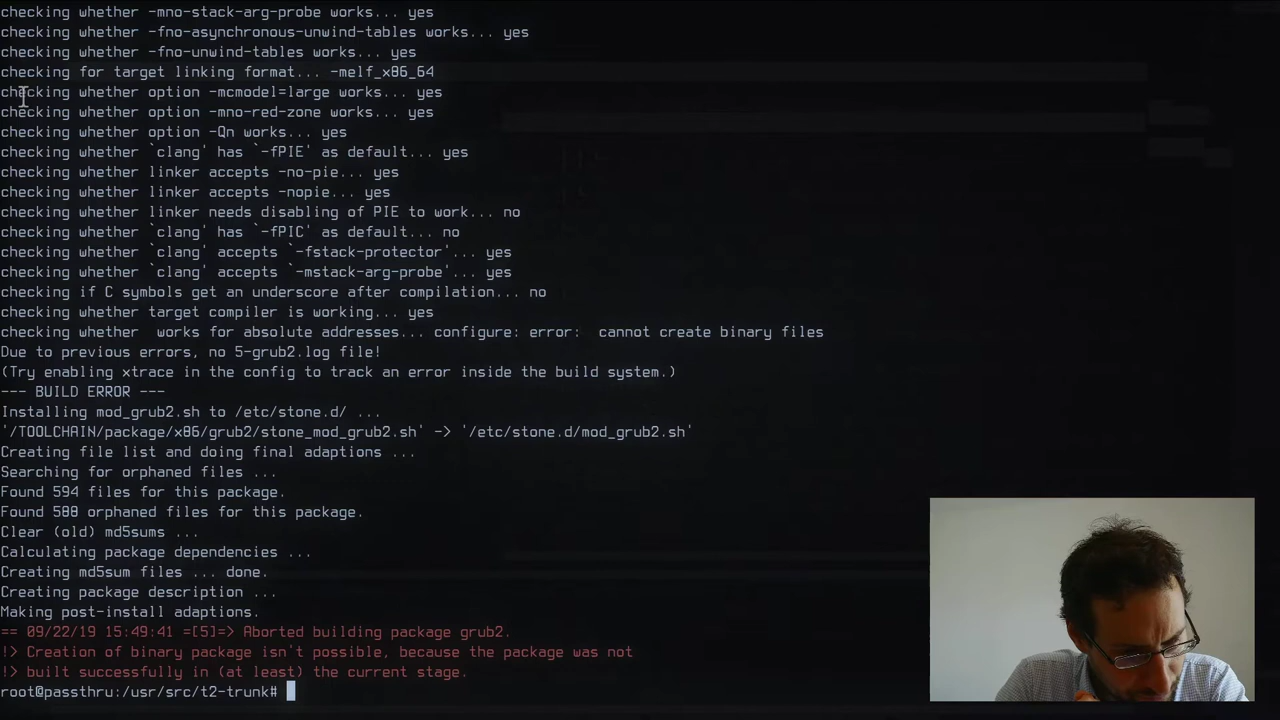 checking whether -mno-stack-arg-probe works... yes
checking whether -fno-asynchronous-unwind-tables works... yes
checking whether -fno-unwind-tables works... yes
checking for target linking format... -melf_x86_64
checking whether option -mcmodel=large works... yes
checking whether option -mno-red-zone works... yes
checking whether option -Qn works... yes
checking whether `clang' has `-fPIE' as default... yes
checking whether linker accepts -no-pie... yes
checking whether linker accepts -nopie... yes
checking whether linker needs disabling of PIE to work... no
checking whether `clang' has `-fPIC' as default... no
checking whether `clang' accepts `-fstack-protector'... yes
checking whether `clang' accepts `-mstack-arg-probe'... yes
checking if C symbols get an underscore after compilation... no
checking whether target compiler is working... yes
checking whether  works for absolute addresses... configure: error:  cannot create binary files
Due to previous errors, no 5-grub2.log file!
(Try enabling xtrace in the config to track an error inside the build system.)
--- BUILD ERROR ---
Installing mod_grub2.sh to /etc/stone.d/ ...
'/TOOLCHAIN/package/x86/grub2/stone_mod_grub2.sh' -> '/etc/stone.d/mod_grub2.sh'
Creating file list and doing final adaptions ...
Searching for orphaned files ...
Found 594 files for this package.
Found 588 orphaned files for this package.
Clear (old) md5sums ...
Calculating package dependencies ...
Creating md5sum files ... done.
Creating package description ...
Making post-install adaptions.
== 09/22/19 15:49:41 =[5]=> Aborted building package grub2.
!> Creation of binary package isn't possible, because the package was not
!> built successfully in (at least) the current stage.
root@passthru:/usr/src/t2-trunk#